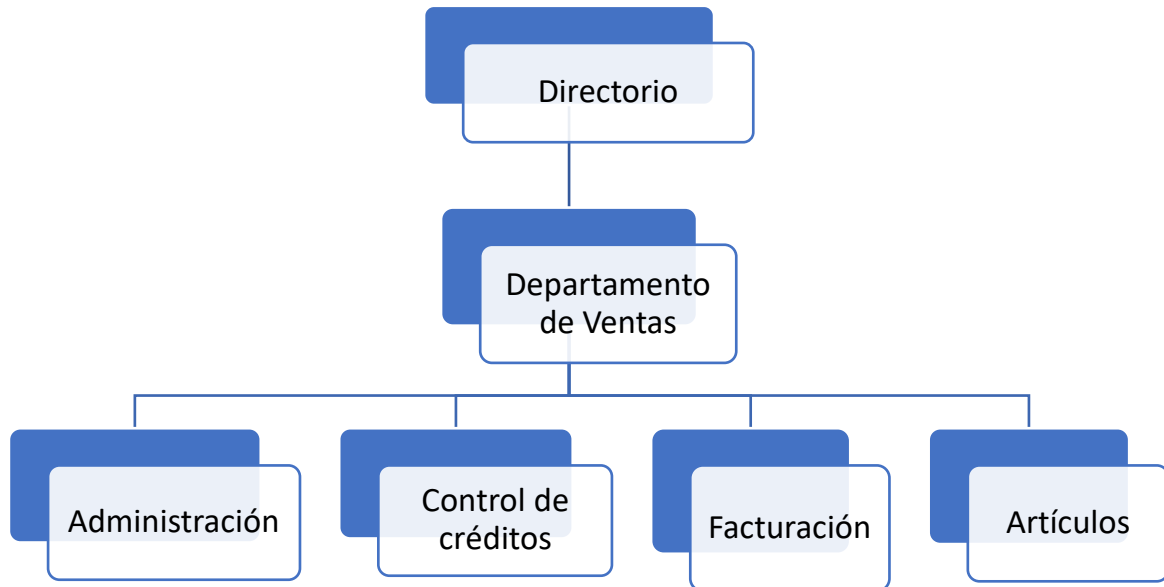 Directorio
Departamento
de Ventas
Administración
Control de
créditos
Facturación
Artículos